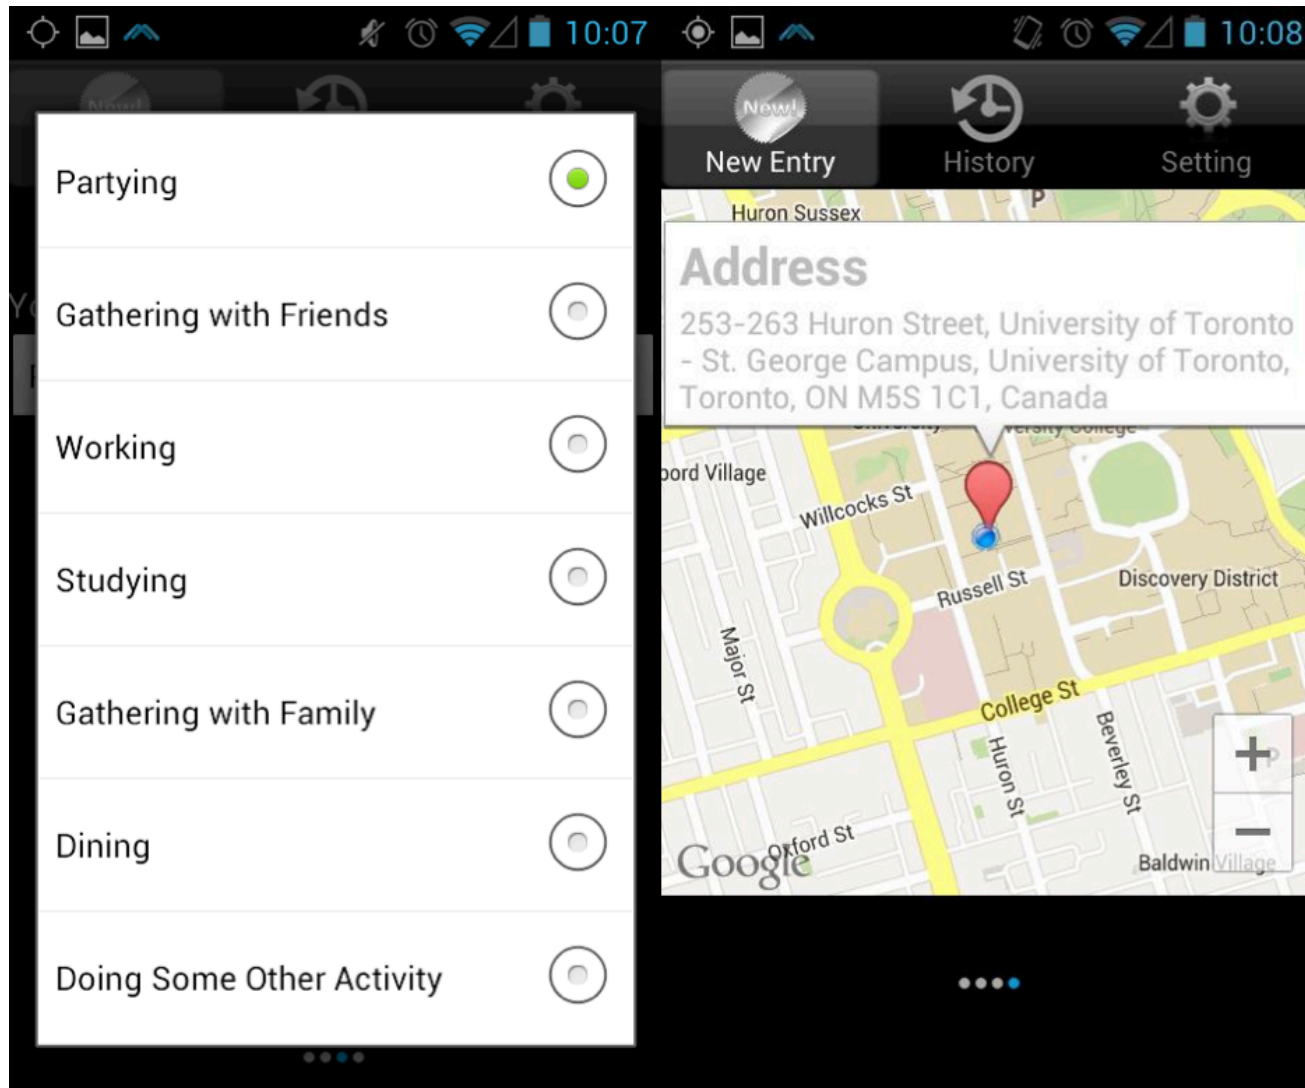 10:07
New!
Partying
Gathering with Friends
Working
Studying
Gathering with Family
Dining
Doing Some Other Activity
10:08
New!
New Entry
History
Setting
P
Huron Sussex
Address
253-263 Huron Street, University of Toronto
- St. George Campus, University of Toronto,
Toronto, ON M5S 1C1, Canada
Village
Willcocks St
Russell St
Discovery District
Major St
College St
Huron St
Beverley St
+
P
−
Oxford St
Google
Baldwin Village